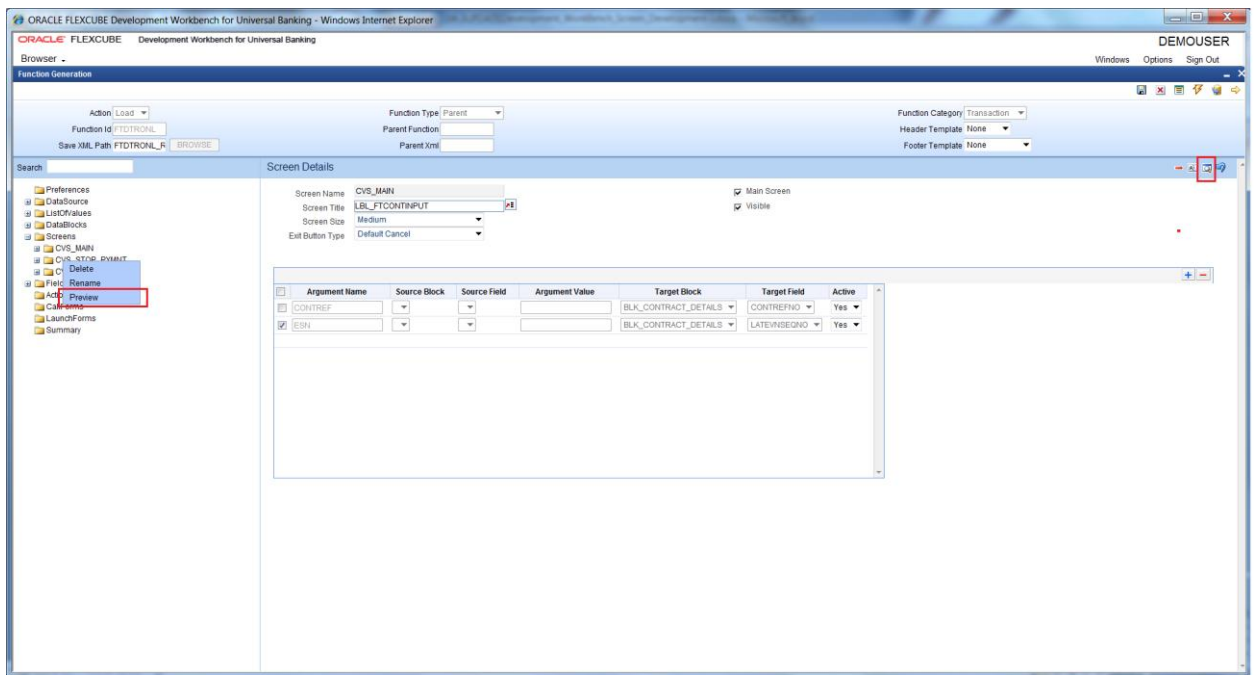 ORACLE FLEXCUBE Development Workbench for Universal Banking - Windows Internet Explorer
ORACLE FLEXCUBE Development Workbench for Universal Banking
DEMOUSER
Browser
Windows Options Sign Out
Function Generation
Action Load Function Type Parent Function Category Transaction
Function Id FTDTRONL Parent Function Header Template None
Save XML Path FTDTRONL_R BROWSE Parent Xml Footer Template None
Search
Screen Details
Preferences
DataSource
ListOfValues
DataBlocks
Screens
CVS_MAIN
CVS_STOP_PYMNT
Delete
Rename
Preview
LaunchForms
Summary
Screen Name CVS_MAIN Main Screen
Screen Title LBL_FTCONTINPUT Visible
Screen Size Medium
Exit Button Type Default Cancel
Argument Name Source Block Source Field Argument Value Target Block Target Field Active
CONTREF BLK_CONTRACT_DETAILS CONTREFNO Yes
ESN BLK_CONTRACT_DETAILS LATEVNSEQNO Yes